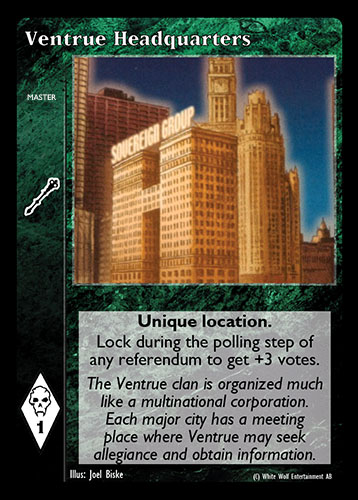 Ventrue Headquarters
MASTER
SOVEREIGN GROUP
Unique location.
Lock during the polling step of
any referendum to get +3 votes.
The Ventrue clan is organized much
like a multinational corporation.
Each major city has a meeting
place where Ventrue may seek
allegiance and obtain information.
1
Illus: Joel Biske
(C) White Wolf Entertainment AB